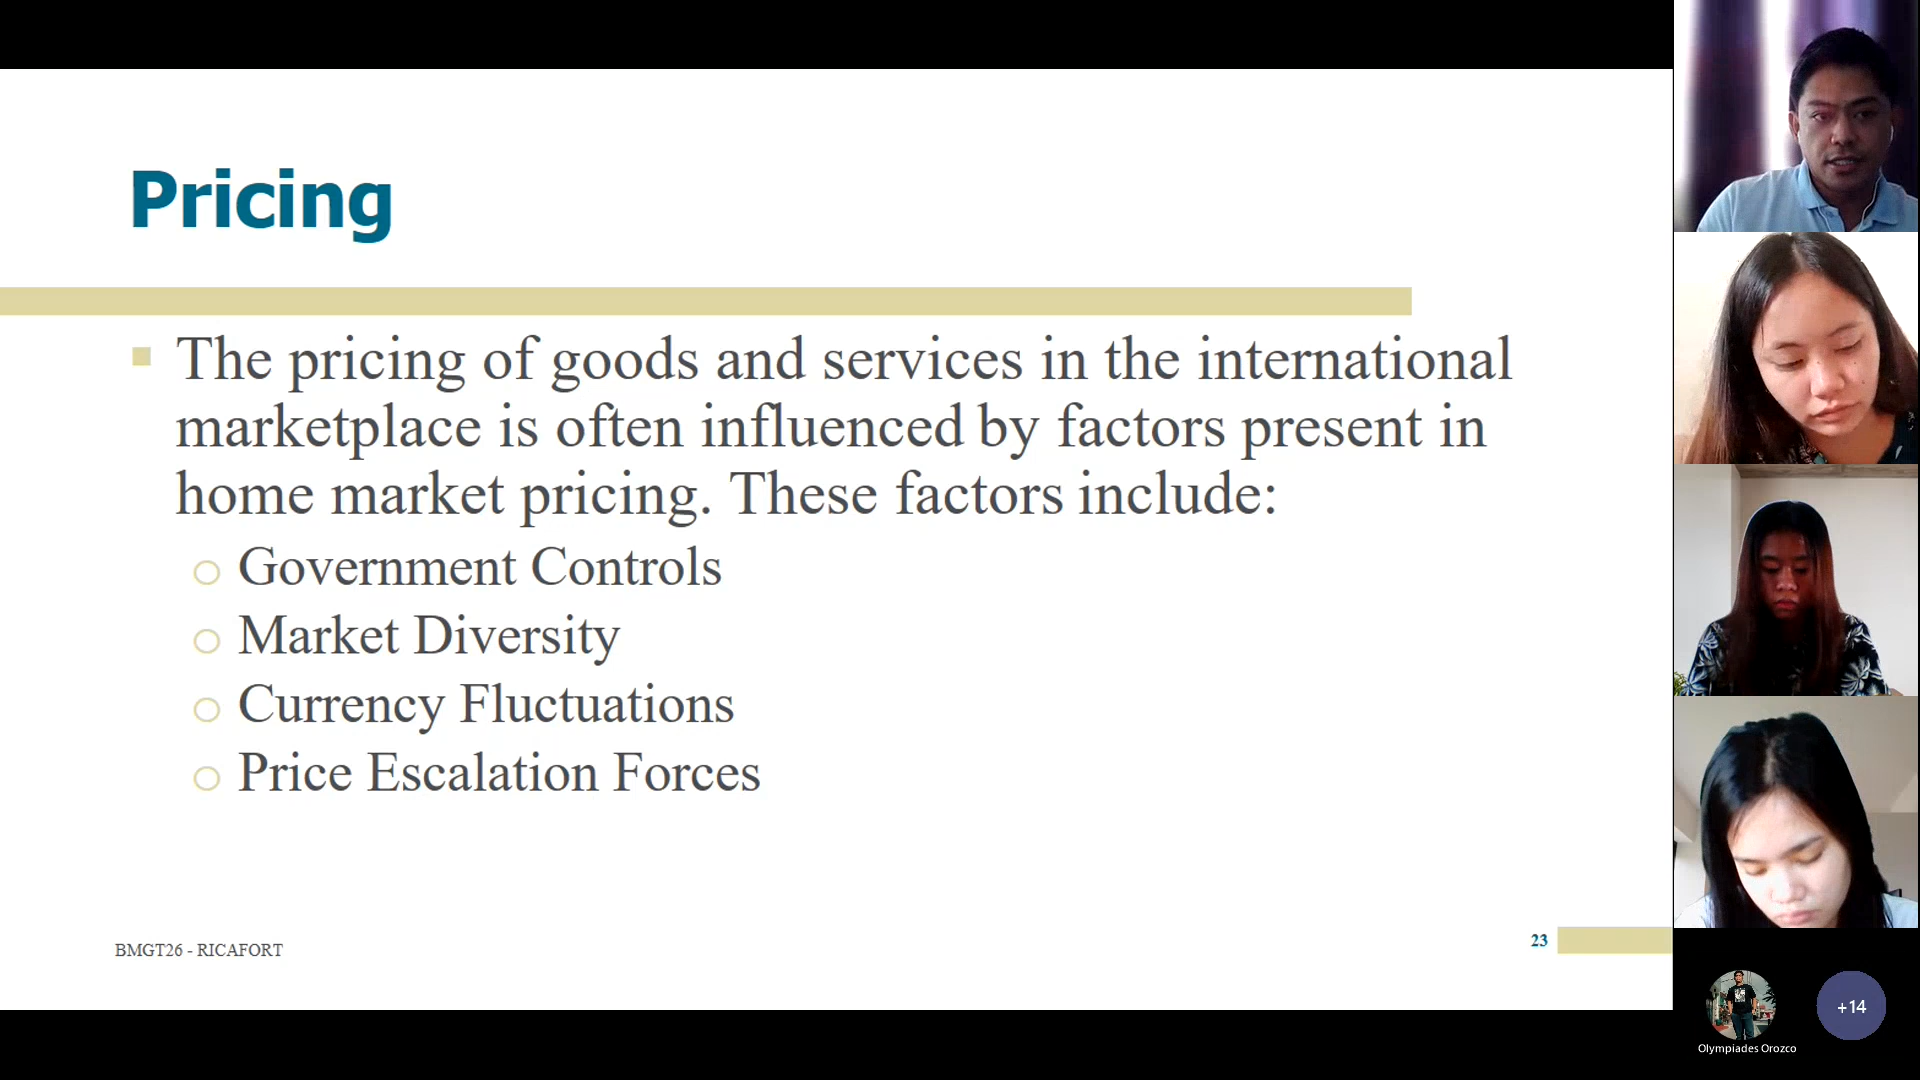 Pricing
The pricing of goods and services in the international
marketplace is often influenced by factors present in
home market pricing. These factors include:
Government Controls
Market Diversity
Currency Fluctuations
Price Escalation Forces
BMGT26 - RICAFORT
23
+14
Olympiades Orozco